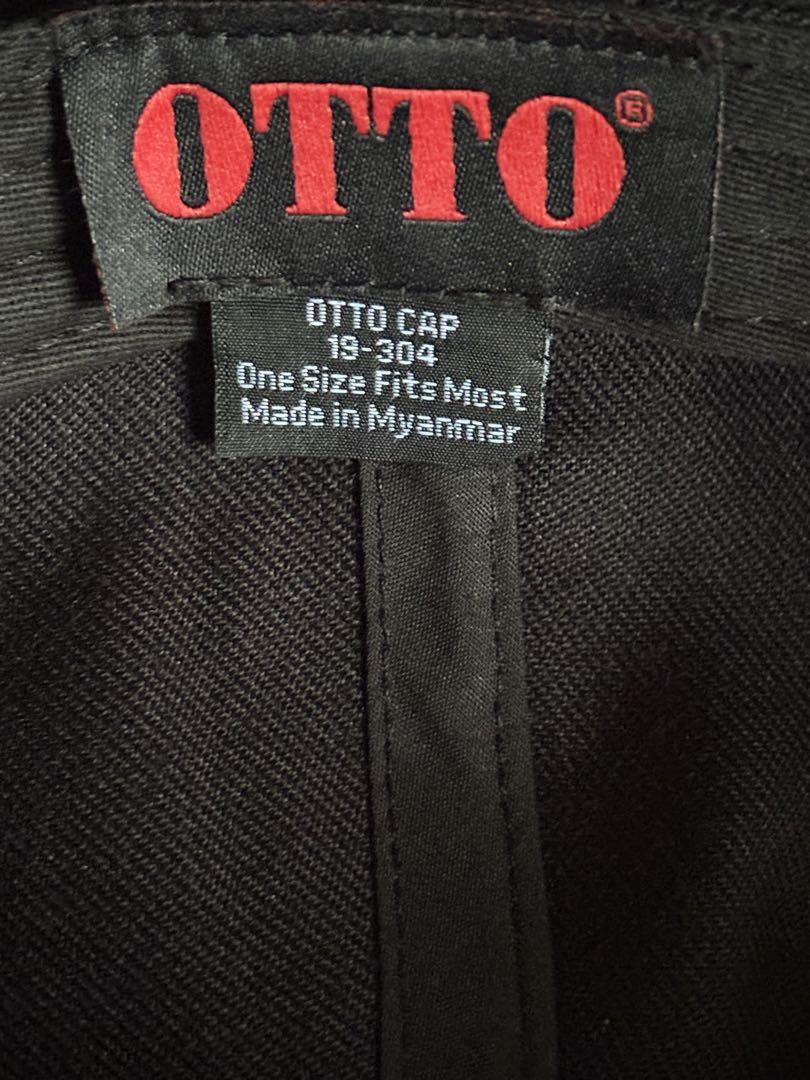 OTTO®
OTTO CAP
19-304
One Size Fits Most
Made in Myanmar